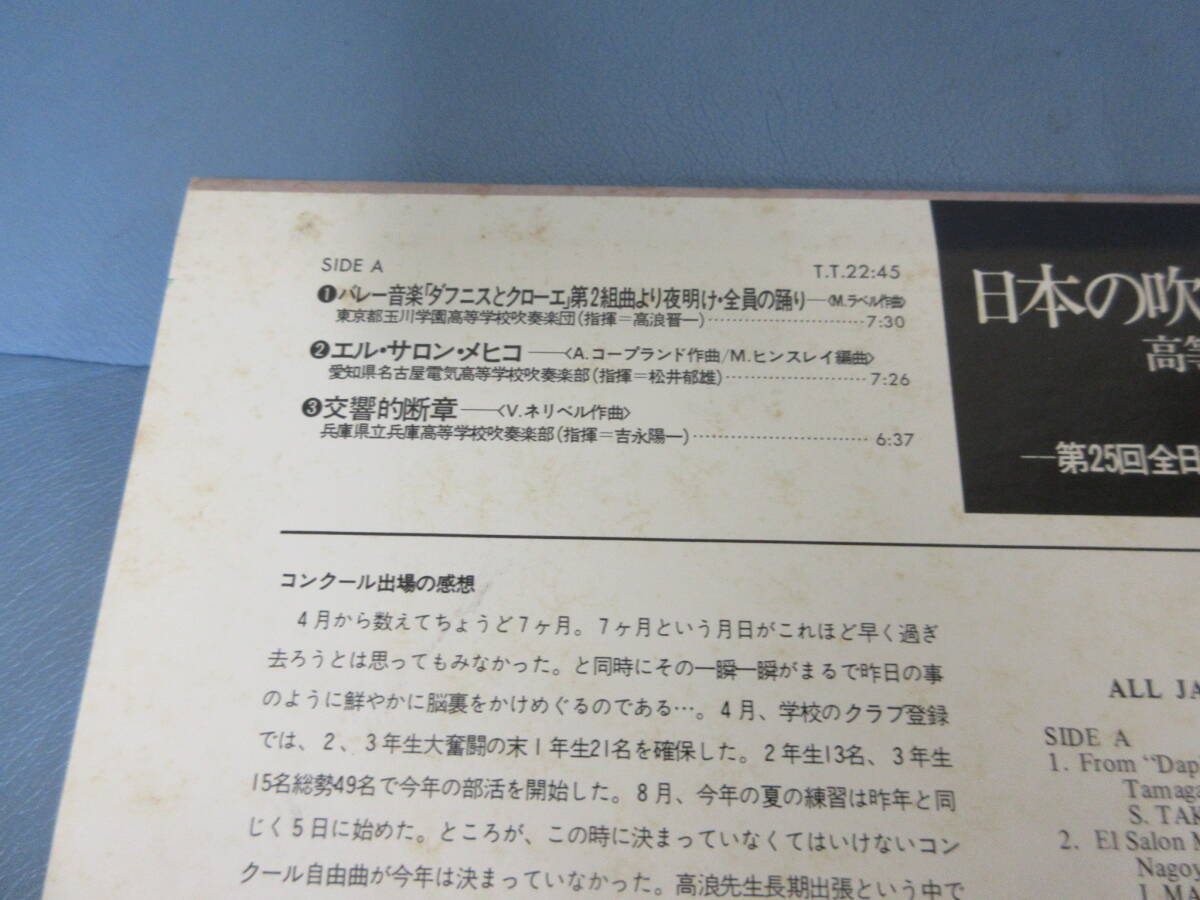 SIDE A
T.T.22:45
❶バレー音楽「ダフニスとクローエ」第2組曲より夜明け・全員の踊り—〈M.ラベル作曲〉
東京都玉川学園高等学校吹奏楽団(指揮=高浪晋一)……………………7:30
❷エル・サロン・メヒコ——〈A.コープランド作曲/M.ヒンスレイ編曲〉
愛知県名古屋電気高等学校吹奏楽部(指揮=松井郁雄)……………………7:26
❸交響的断章——〈V.ネリベル作曲〉
兵庫県立兵庫高等学校吹奏楽部(指揮=吉永陽一)……………………6:37
日本の吹
高等
—第25回全日
コンクール出場の感想
4月から数えてちょうど7ヶ月。7ヶ月という月日がこれほど早く過ぎ
去ろうとは思ってもみなかった。と同時にその一瞬一瞬がまるで昨日の事
のように鮮やかに脳裏をかけめぐるのである…。4月、学校のクラブ登録
では、2、3年生大奮闘の末1年生21名を確保した。2年生13名、3年生
15名総勢49名で今年の部活を開始した。8月、今年の夏の練習は昨年と同
じく5日に始めた。ところが、この時に決まっていなくてはいけないコン
クール自由曲が今年は決まっていなかった。高浪先生長期出張という中で
ALL JA
SIDE A
1. From "Dap
Tamaga
S. TAK
2. El Salon M
Nagoy
I. MA